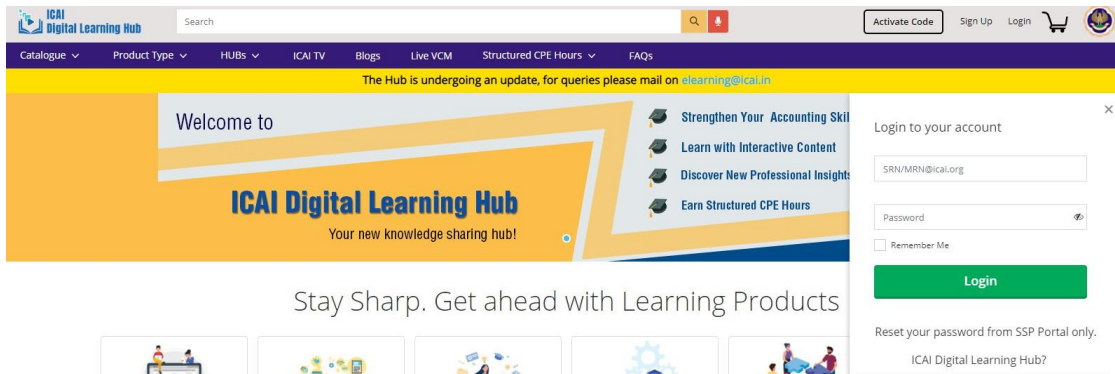 ICAI
Digital Learning Hub
Search
Activate Code
Sign Up
Login
Catalogue
Product Type
HUBs
ICAI TV
Blogs
Live VCM
Structured CPE Hours
FAQs
The Hub is undergoing an update, for queries please mail on elearning@icai.in
Welcome to
ICAI Digital Learning Hub
Your new knowledge sharing hub!
Strengthen Your Accounting Skil
Learn with Interactive Content
Discover New Professional Insights
Earn Structured CPE Hours
Login to your account
SRN/MRN@icai.org
Password
Remember Me
Login
Reset your password from SSP Portal only.
ICAI Digital Learning Hub?
Stay Sharp. Get ahead with Learning Products